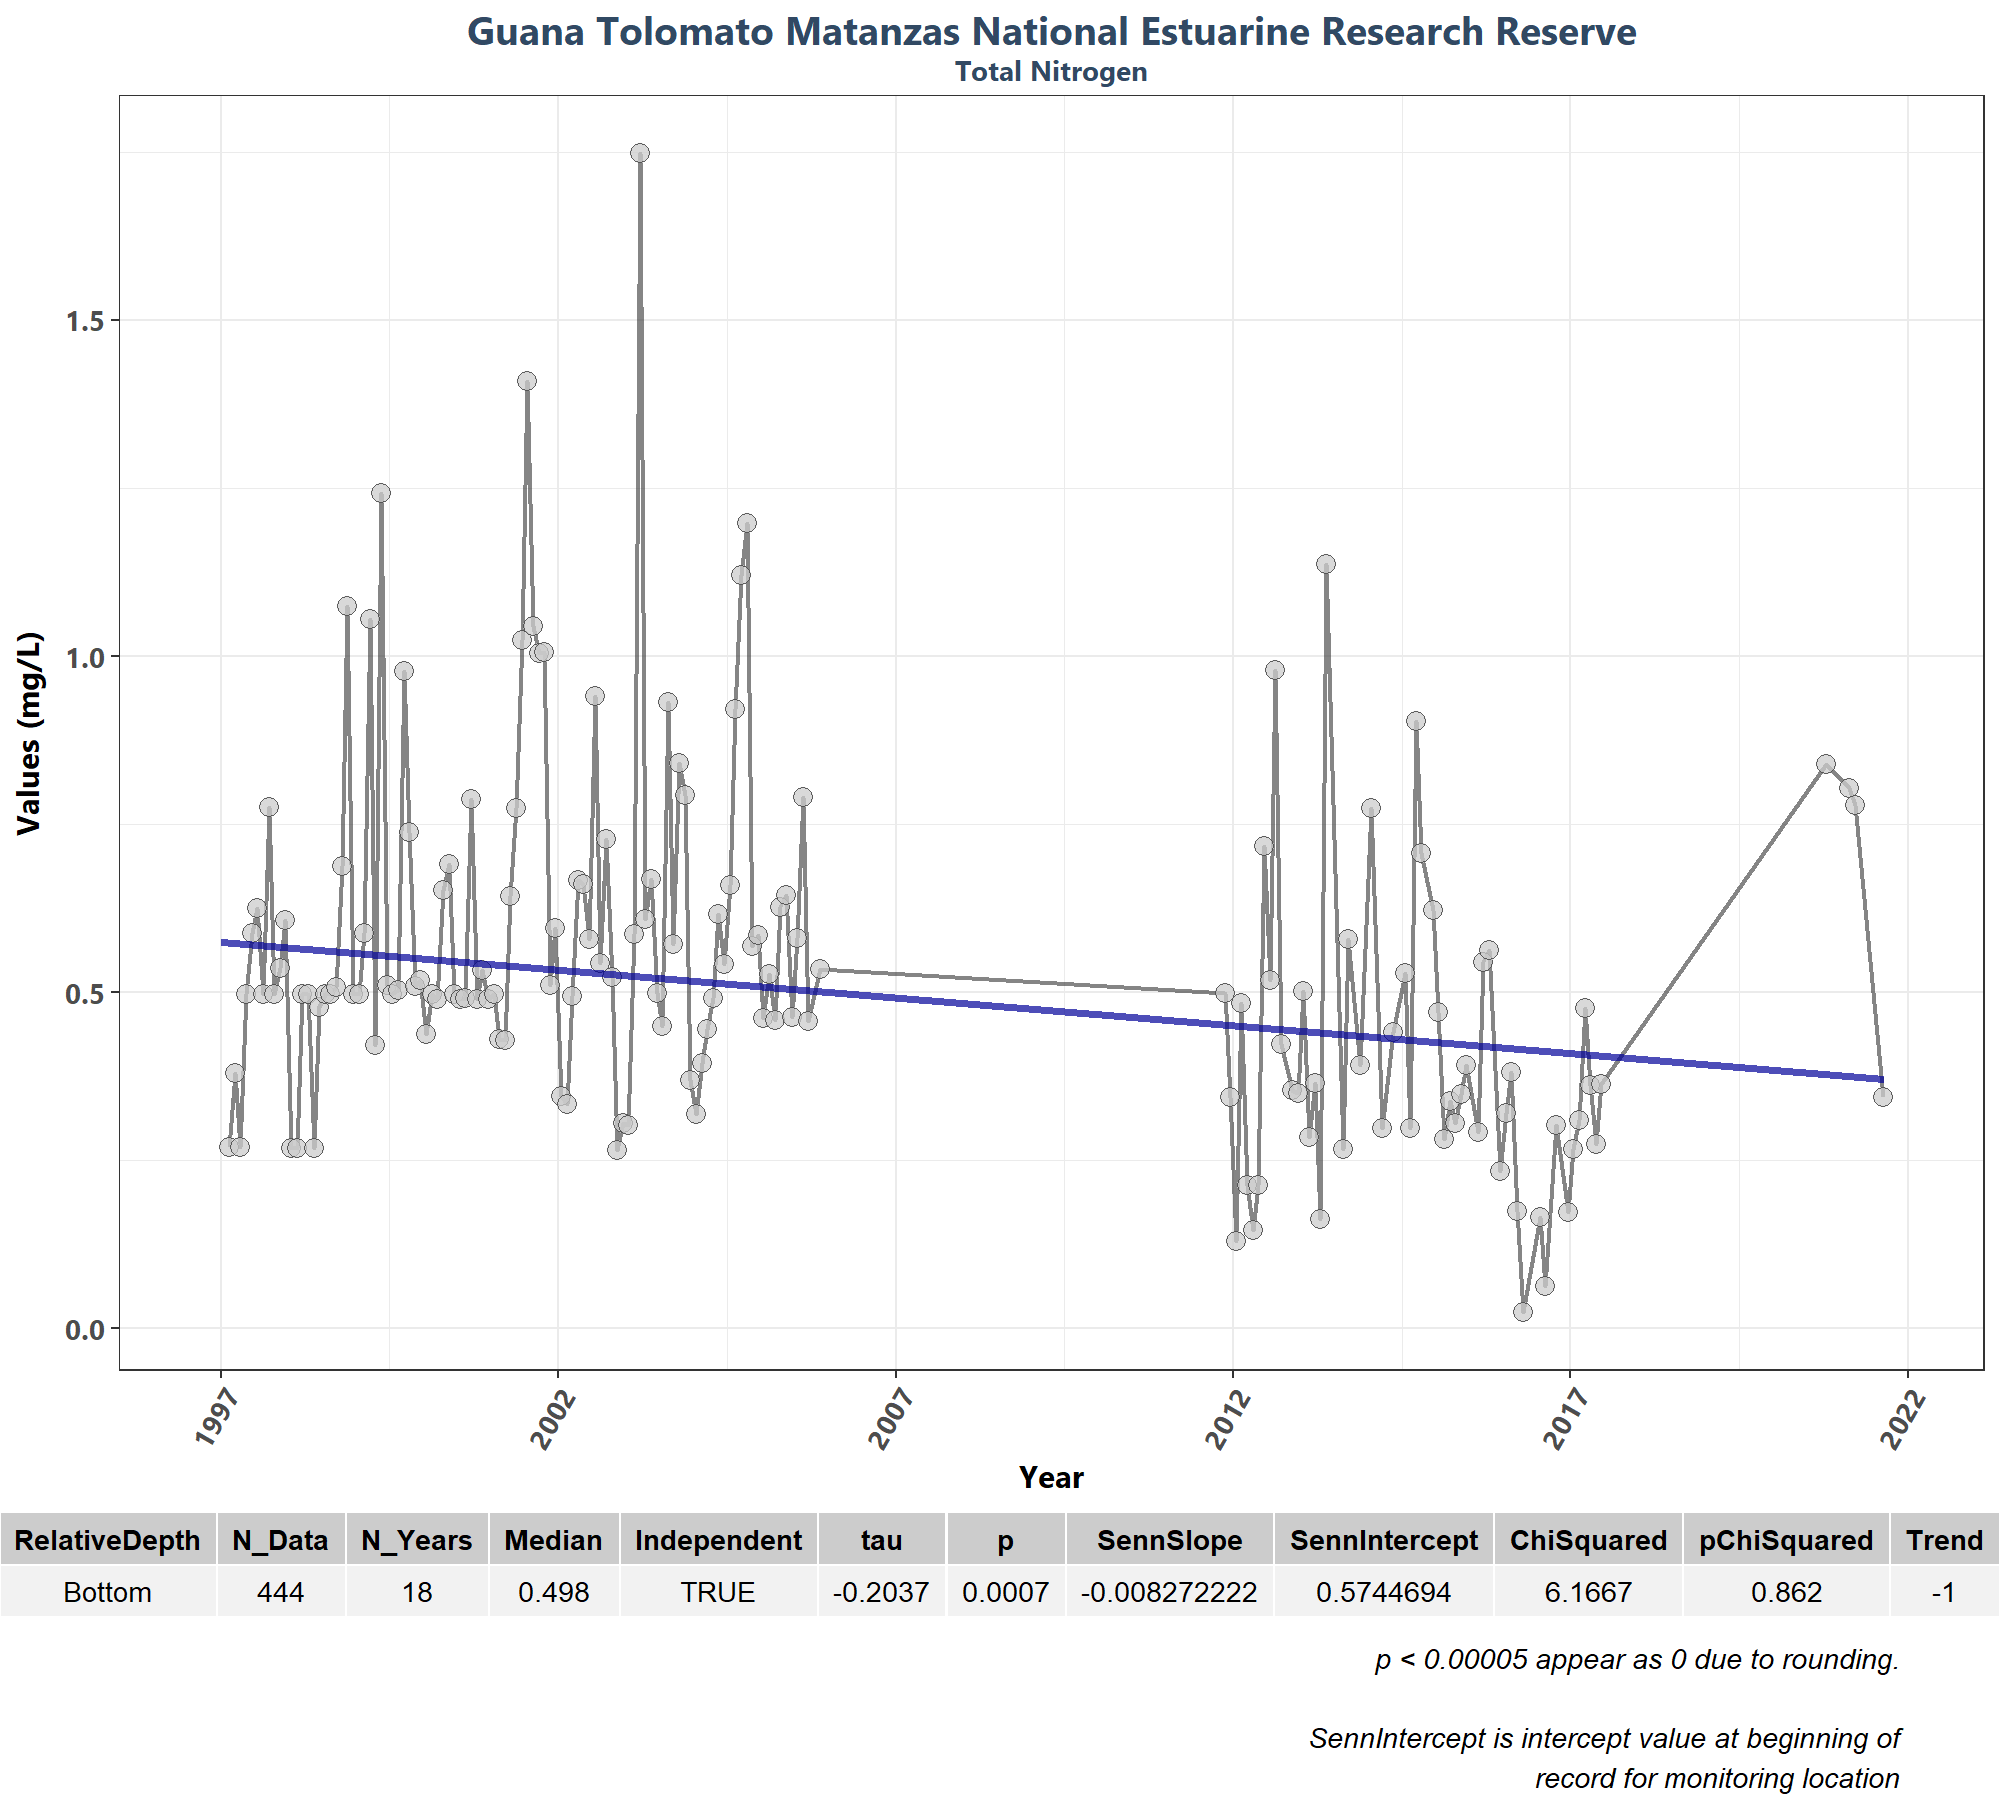 Guana Tolomato Matanzas National Estuarine Research Reserve
Total Nitrogen
Values (mg/L)
1.5
1.0
0.5
0.0
1997 2002 2007 2012 2017 2022
Year
RelativeDepth N_Data N_Years Median Independent tau p SennSlope SennIntercept ChiSquared pChiSquared Trend
Bottom 444 18 0.498 TRUE -0.2037 0.0007 -0.008272222 0.5744694 6.1667 0.862 -1
p < 0.00005 appear as 0 due to rounding.
SennIntercept is intercept value at beginning of
record for monitoring location